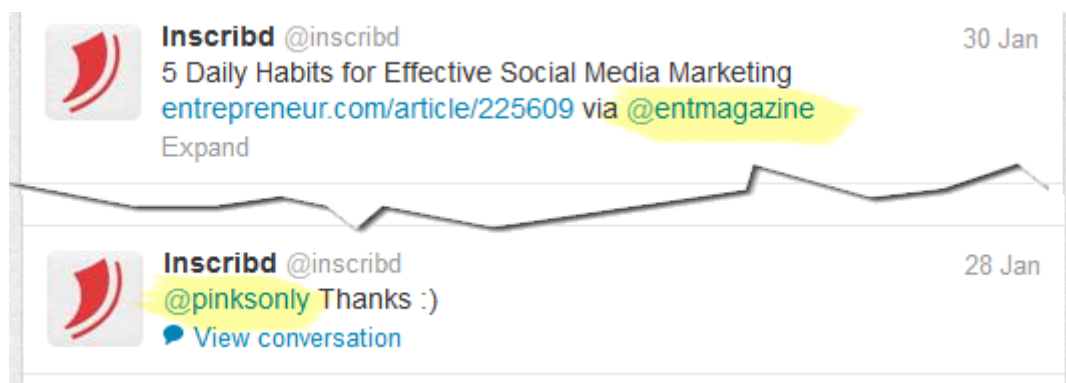 Inscribd @inscribd 30 Jan
5 Daily Habits for Effective Social Media Marketing
entrepreneur.com/article/225609 via @entmagazine
Expand
Inscribd @inscribd 28 Jan
@pinksonly Thanks :)
View conversation